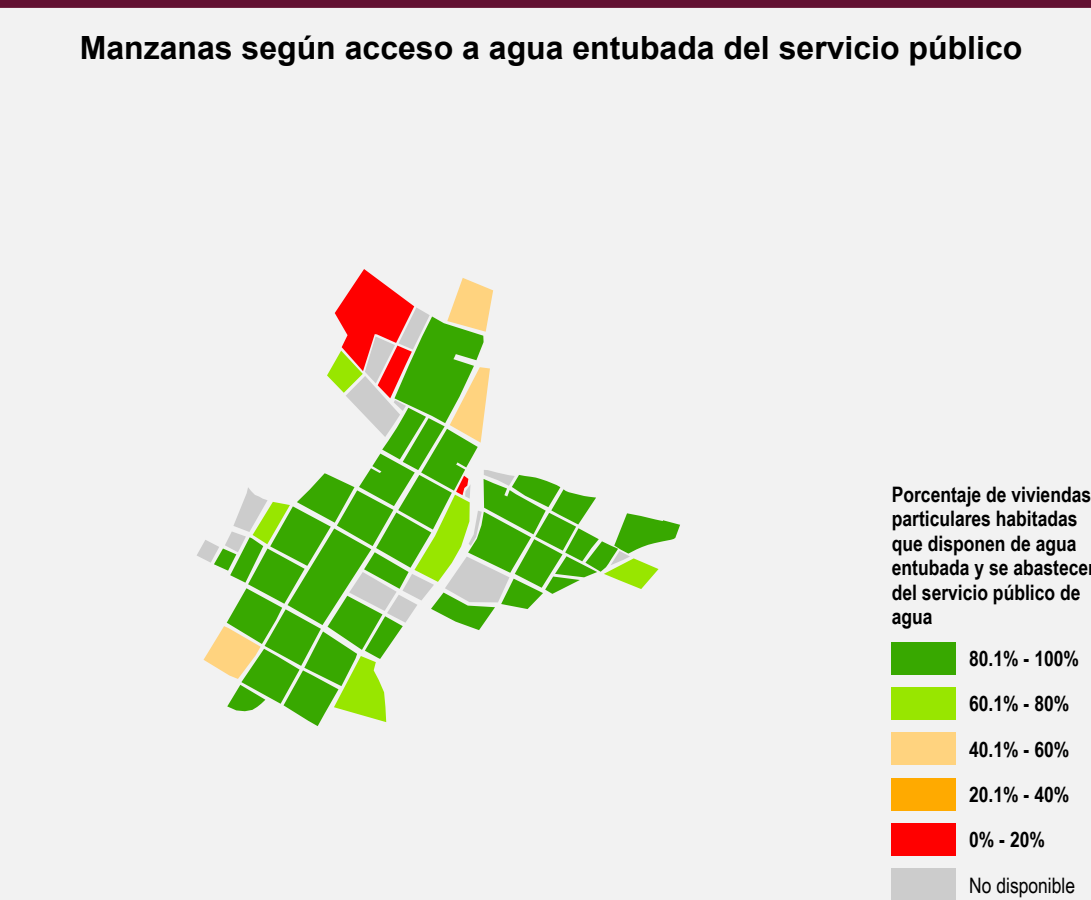 Manzanas según acceso a agua entubada del servicio público
Porcentaje de viviendas
particulares habitadas
que disponen de agua
entubada y se abastecen
del servicio público de
agua
80.1% - 100%
60.1% - 80%
40.1% - 60%
20.1% - 40%
0% - 20%
No disponible